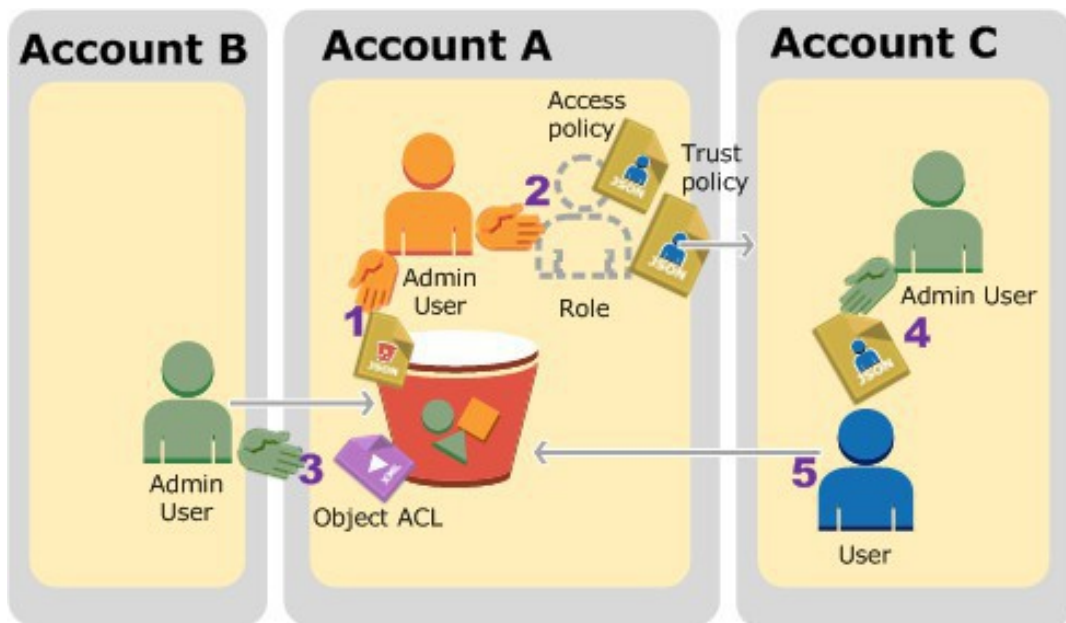 Account B
Account A
Account C
Access
policy
Trust
policy
JSON
JSON
2
Admin
User
Role
1
JSON
Admin User
4
JSON
3
Admin
User
Object ACL
5
User